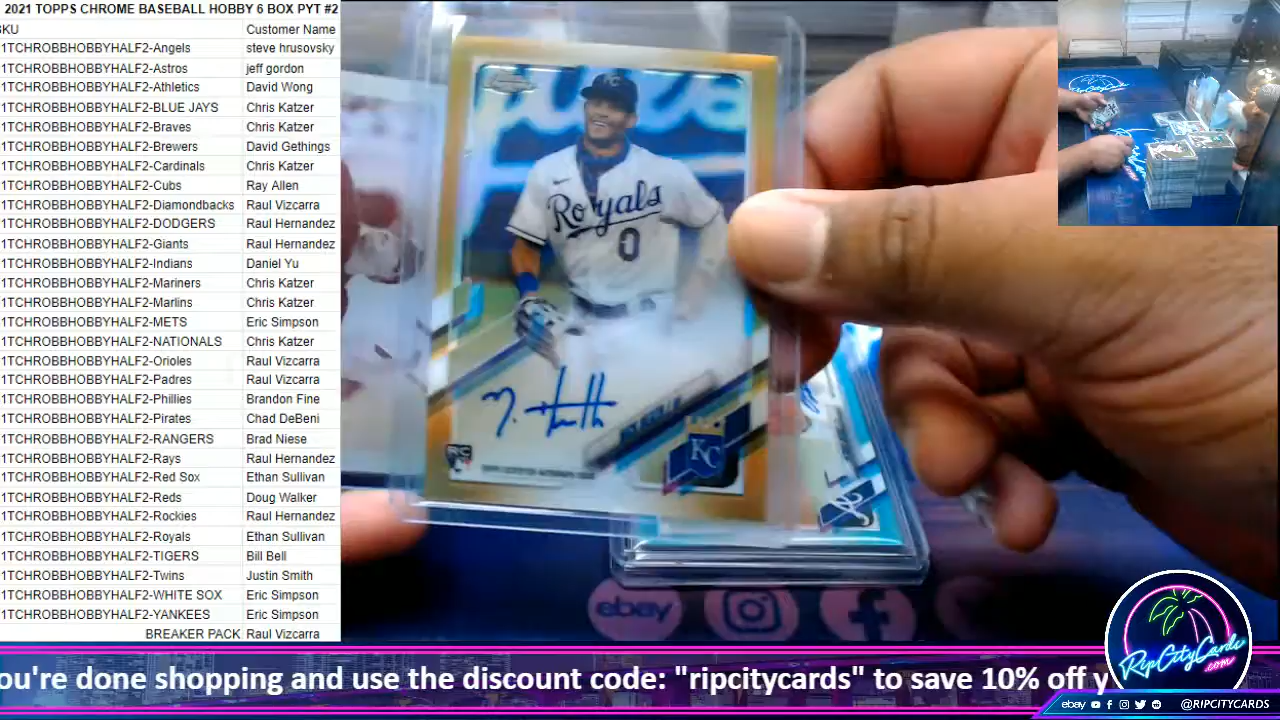 2021 TOPPS CHROME BASEBALL HOBBY 6 BOX PYT #2
SKU Customer Name
1TCHROBBHOBBYHALF2-Angels steve hrusovsky
1TCHROBBHOBBYHALF2-Astros jeff gordon
1TCHROBBHOBBYHALF2-Athletics David Wong
1TCHROBBHOBBYHALF2-BLUE JAYS Chris Katzer
1TCHROBBHOBBYHALF2-Braves Chris Katzer
1TCHROBBHOBBYHALF2-Brewers David Gethings
1TCHROBBHOBBYHALF2-Cardinals Chris Katzer
1TCHROBBHOBBYHALF2-Cubs Ray Allen
1TCHROBBHOBBYHALF2-Diamondbacks Raul Vizcarra
1TCHROBBHOBBYHALF2-DODGERS Raul Hernandez
1TCHROBBHOBBYHALF2-Giants Raul Hernandez
1TCHROBBHOBBYHALF2-Indians Daniel Yu
1TCHROBBHOBBYHALF2-Mariners Chris Katzer
1TCHROBBHOBBYHALF2-Marlins Chris Katzer
1TCHROBBHOBBYHALF2-METS Eric Simpson
1TCHROBBHOBBYHALF2-NATIONALS Chris Katzer
1TCHROBBHOBBYHALF2-Orioles Raul Vizcarra
1TCHROBBHOBBYHALF2-Padres Raul Vizcarra
1TCHROBBHOBBYHALF2-Phillies Brandon Fine
1TCHROBBHOBBYHALF2-Pirates Chad DeBeni
1TCHROBBHOBBYHALF2-RANGERS Brad Niese
1TCHROBBHOBBYHALF2-Rays Raul Hernandez
1TCHROBBHOBBYHALF2-Red Sox Ethan Sullivan
1TCHROBBHOBBYHALF2-Reds Doug Walker
1TCHROBBHOBBYHALF2-Rockies Raul Hernandez
1TCHROBBHOBBYHALF2-Royals Ethan Sullivan
1TCHROBBHOBBYHALF2-TIGERS Bill Bell
1TCHROBBHOBBYHALF2-Twins Justin Smith
1TCHROBBHOBBYHALF2-WHITE SOX Eric Simpson
1TCHROBBHOBBYHALF2-YANKEES Eric Simpson
BREAKER PACK Raul Vizcarra
KC
Royals
0
RC
KC
ebay
RipCityCards
.com
ou're done shopping and use the discount code: "ripcitycards" to save 10% off y
ebay @RIPCITYCARDS